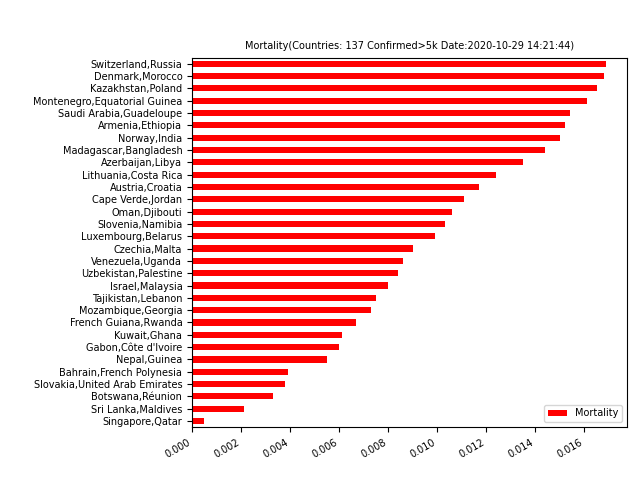 Mortality(Countries: 137 Confirmed>5k Date:2020-10-29 14:21:44)
Switzerland,Russia
Denmark,Morocco
Kazakhstan,Poland
Montenegro,Equatorial Guinea
Saudi Arabia,Guadeloupe
Armenia,Ethiopia
Norway,India
Madagascar,Bangladesh
Azerbaijan,Libya
Lithuania,Costa Rica
Austria,Croatia
Cape Verde,Jordan
Oman,Djibouti
Slovenia,Namibia
Luxembourg,Belarus
Czechia,Malta
Venezuela,Uganda
Uzbekistan,Palestine
Israel,Malaysia
Tajikistan,Lebanon
Mozambique,Georgia
French Guiana,Rwanda
Kuwait,Ghana
Gabon,Côte d'Ivoire
Nepal,Guinea
Bahrain,French Polynesia
Slovakia,United Arab Emirates
Botswana,Réunion
Sri Lanka,Maldives
Singapore,Qatar
Mortality
0.000 0.002 0.004 0.006 0.008 0.010 0.012 0.014 0.016